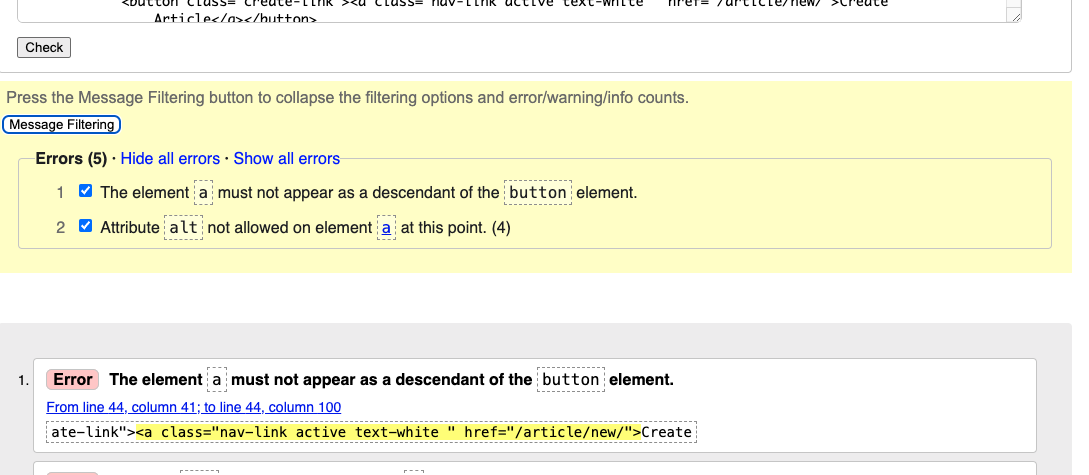 <button class="create-link"><a class="nav-link active text-white " href="/article/new/">Create
Article</a></button>
Check
Press the Message Filtering button to collapse the filtering options and error/warning/info counts.
Message Filtering
Errors (5) · Hide all errors · Show all errors
1 The element a must not appear as a descendant of the button element.
2 Attribute alt not allowed on element a at this point. (4)
1. Error The element a must not appear as a descendant of the button element.
From line 44, column 41; to line 44, column 100
ate-link"><a class="nav-link active text-white " href="/article/new/">Create